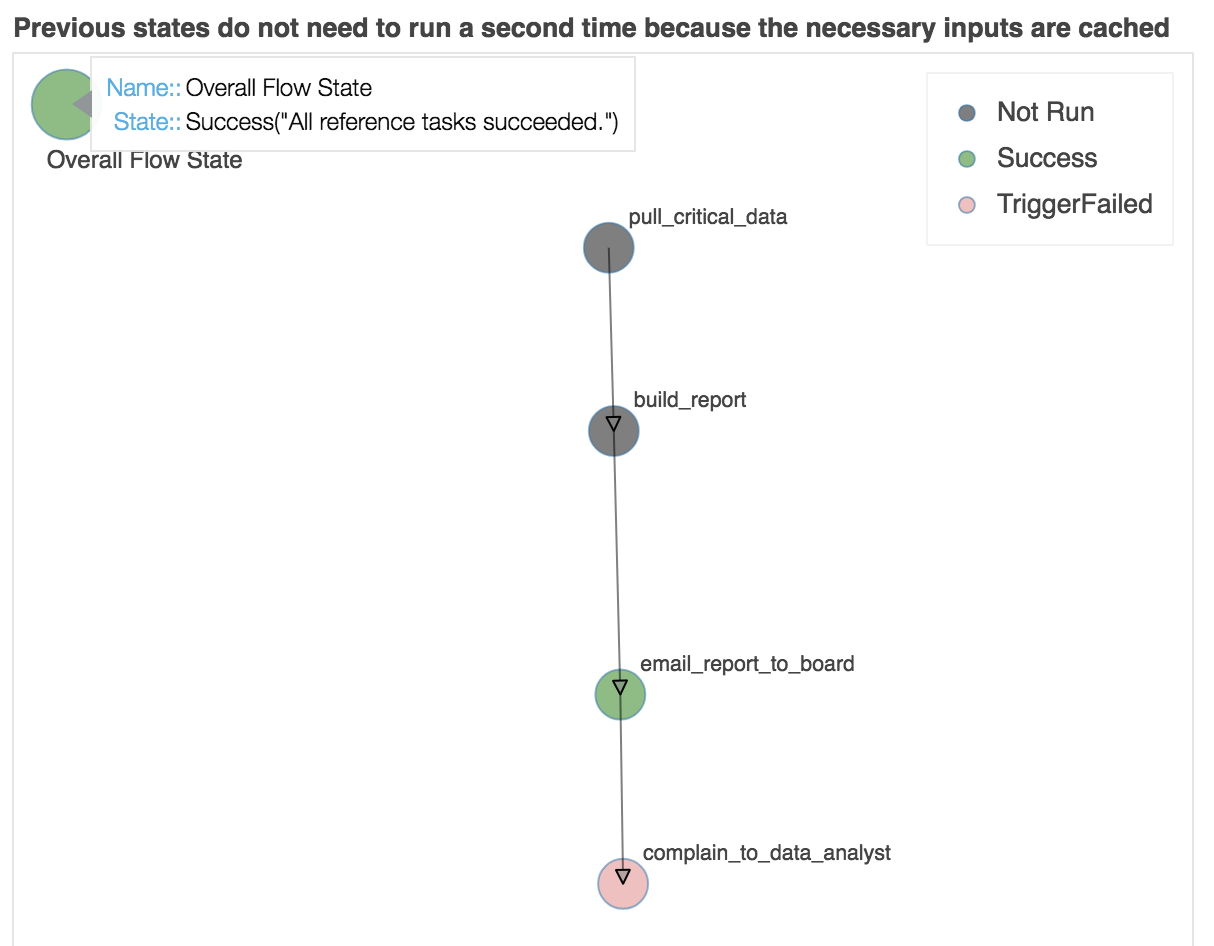 Previous states do not need to run a second time because the necessary inputs are cached
Name:: Overall Flow State
State:: Success("All reference tasks succeeded.")
Overall Flow State
Not Run
Success
TriggerFailed
pull_critical_data
build_report
email_report_to_board
complain_to_data_analyst